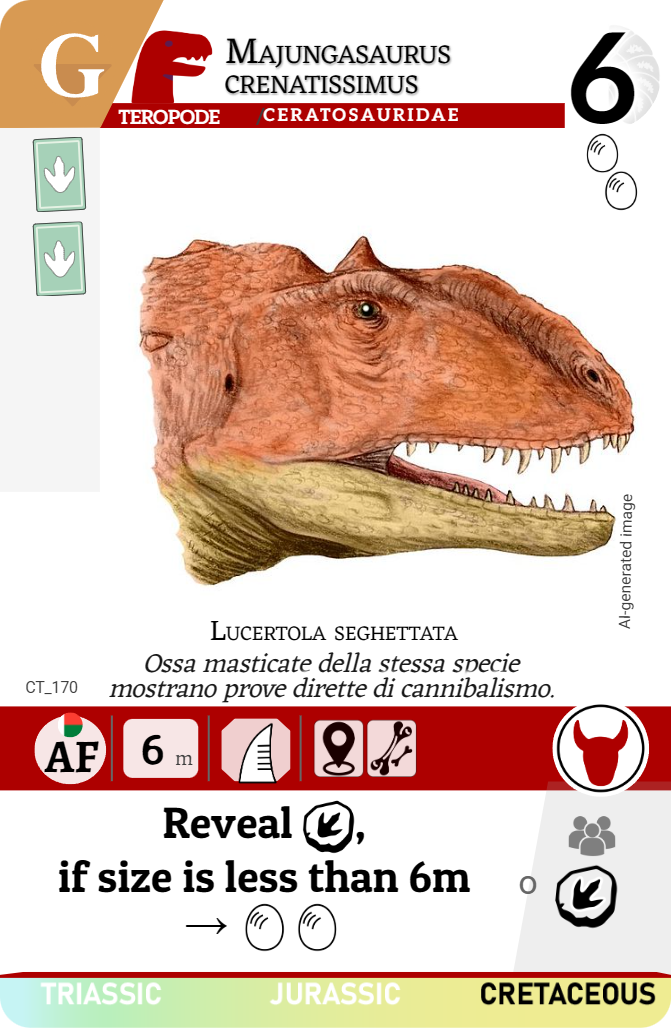 G
MAJUNGASAURUS
CRENATISSIMUS
6
TEROPODE / CERATOSAURIDAE
AI-generated image
LUCERTOLA SEGHETTATA
Ossa masticate della stessa specie
mostrano prove dirette di cannibalismo.
CT_170
AF
6 m
Reveal ,
if size is less than 6m
→
o
TRIASSIC JURASSIC CRETACEOUS